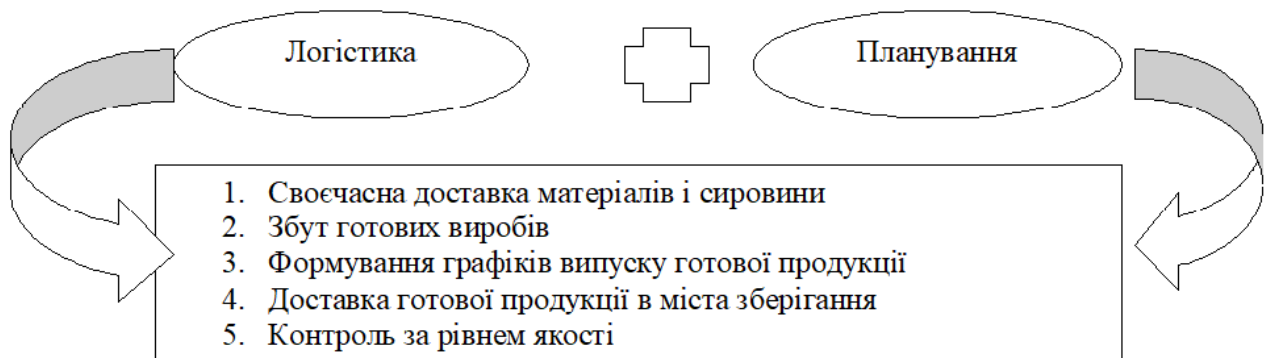 Логістика
Планування
1. Своєчасна доставка матеріалів і сировини
2. Збут готових виробів
3. Формування графіків випуску готової продукції
4. Доставка готової продукції в міста зберігання
5. Контроль за рівнем якості